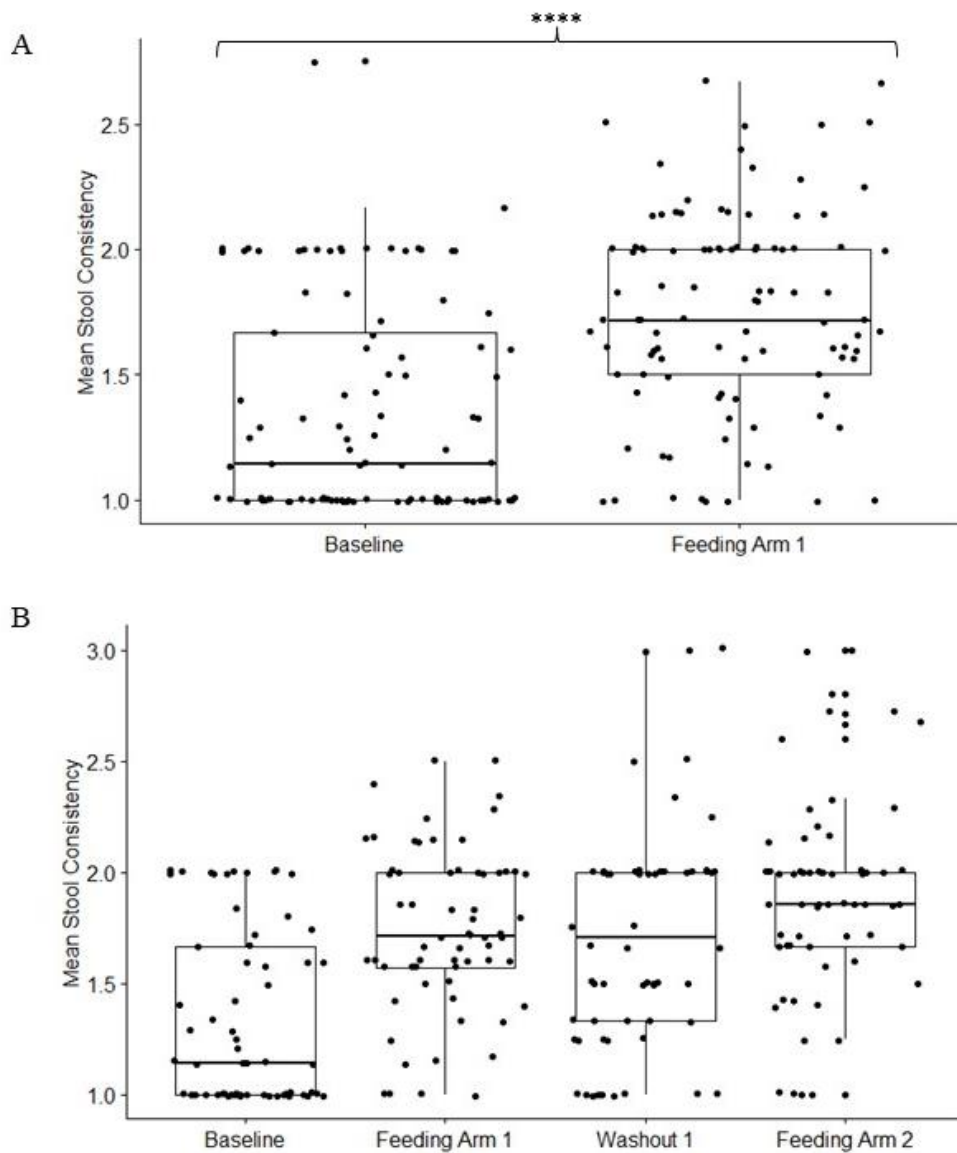 A
****
Mean Stool Consistency
2.5
2.0
1.5
1.0
Baseline Feeding Arm 1
B
Mean Stool Consistency
3.0
2.5
2.0
1.5
1.0
Baseline Feeding Arm 1 Washout 1 Feeding Arm 2